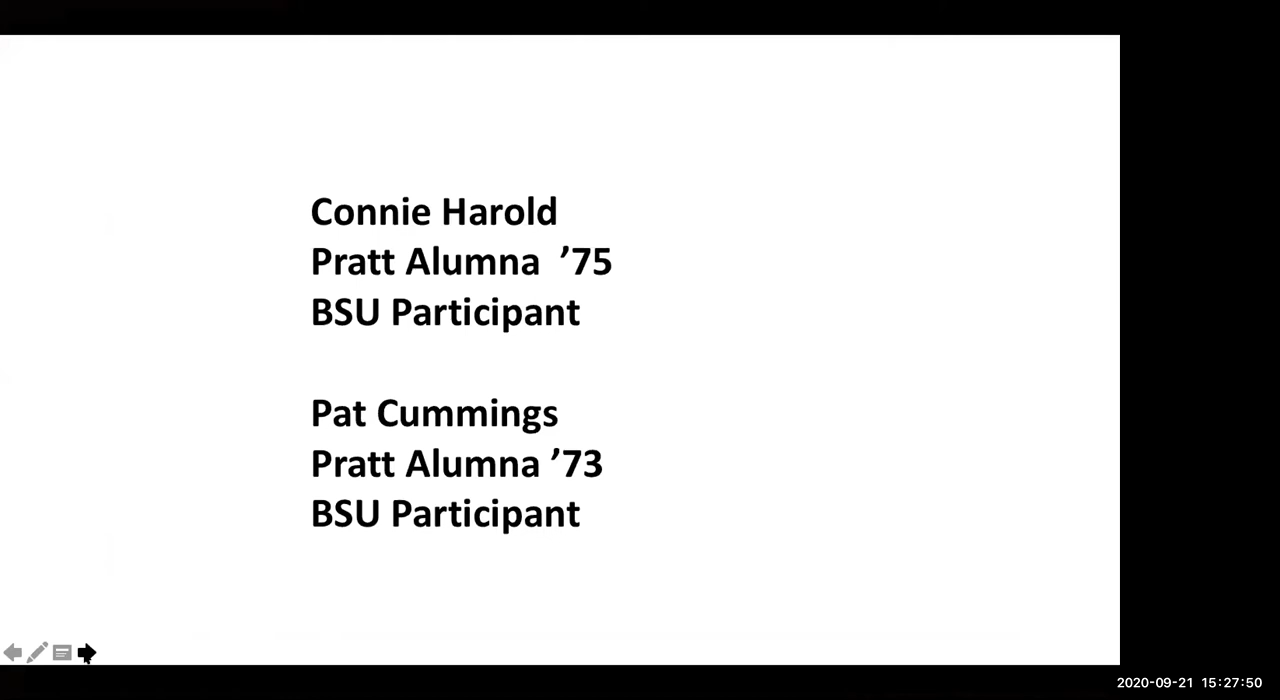 Connie Harold
Pratt Alumna  ’75
BSU Participant
Pat Cummings
Pratt Alumna ’73
BSU Participant
2020-09-21 15:27:50